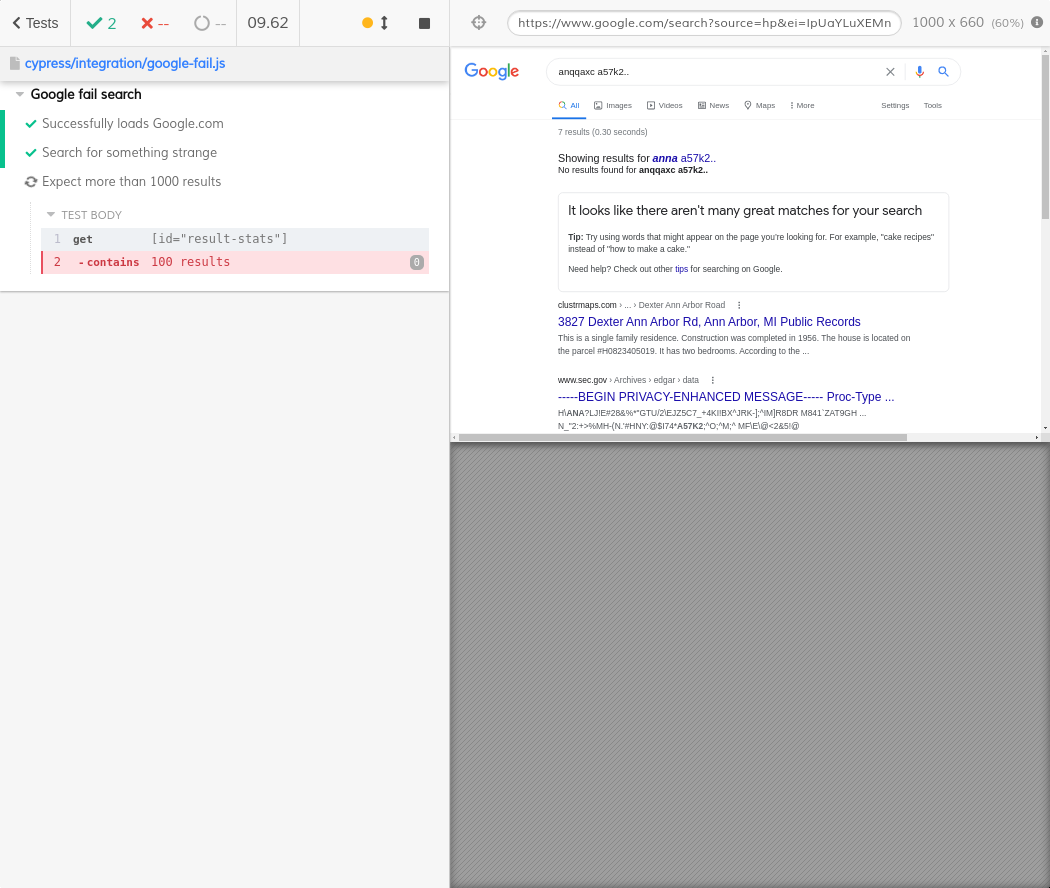 Tests 2 -- -- 09.62
cypress/integration/google-fail.js
Google fail search
Successfully loads Google.com
Search for something strange
Expect more than 1000 results
TEST BODY
1 get [id="result-stats"]
2 -contains 100 results 0
https://www.google.com/search?source=hp&ei=IpUaYLuXEMn 1000 x 660 (60%)
Google anqqaxc a57k2..
All Images Videos News Maps More Settings Tools
7 results (0.30 seconds)
Showing results for anna a57k2..
No results found for anqqaxc a57k2..
It looks like there aren't many great matches for your search
Tip: Try using words that might appear on the page you're looking for. For example, "cake recipes"
instead of "how to make a cake."
Need help? Check out other tips for searching on Google.
clustrmaps.com › ... › Dexter Ann Arbor Road
3827 Dexter Ann Arbor Rd, Ann Arbor, MI Public Records
This is a single family residence. Construction was completed in 1956. The house is located on
the parcel #H0823405019. It has two bedrooms. According to the ...
www.sec.gov › Archives › edgar › data
-----BEGIN PRIVACY-ENHANCED MESSAGE----- Proc-Type ...
H\ANA?LJ!E#28&%*"GTU/2\EJZ5C7_+4KI!BX^JRK-];^!M]R8DR M841`ZAT9GH ...
N_"2:+>%MH-(N.'#HNY:@$I74*A57K2;^O;^M;^ MF\E\@<2&5!@